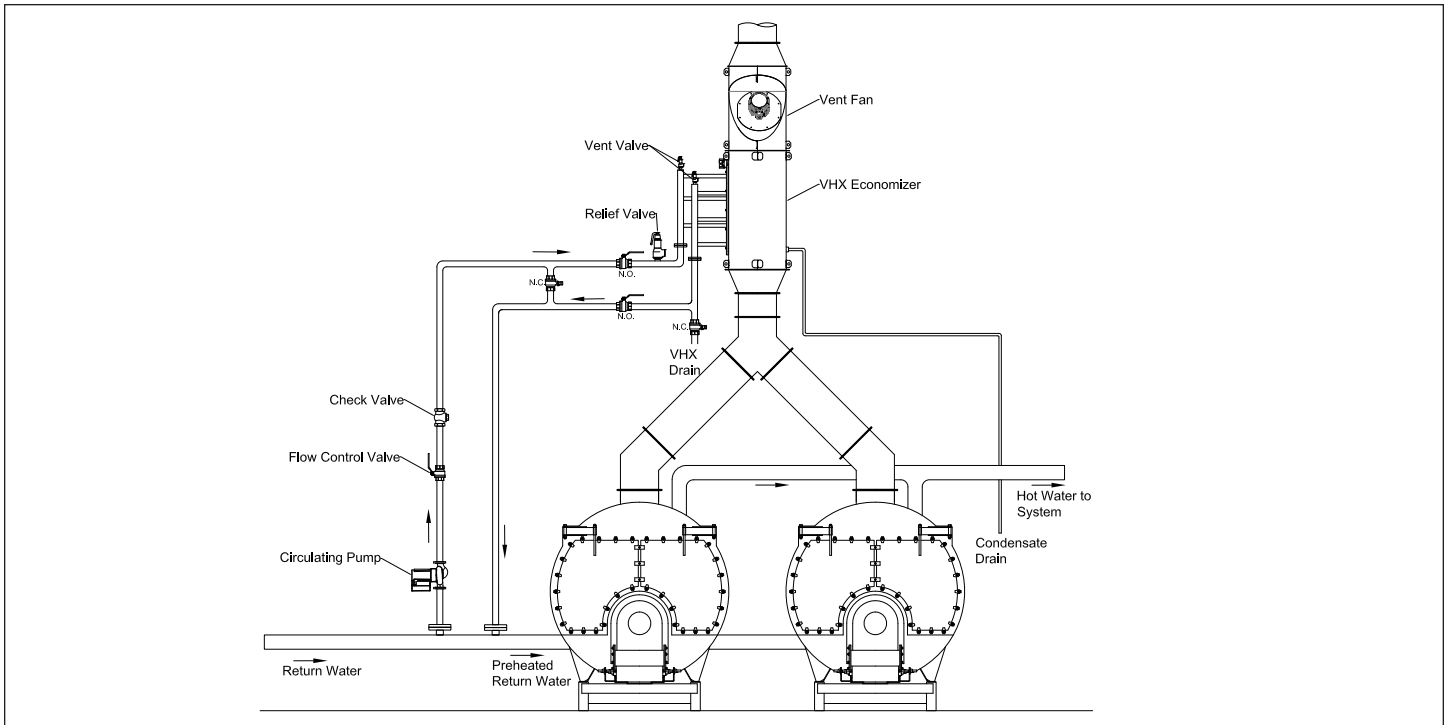 Vent Fan
Vent Valve
VHX Economizer
Relief Valve
N.O.
N.C.
N.O.
N.C.
VHX
Drain
Check Valve
Flow Control Valve
Hot Water to
System
Condensate
Drain
Circulating Pump
Return Water
Preheated
Return Water